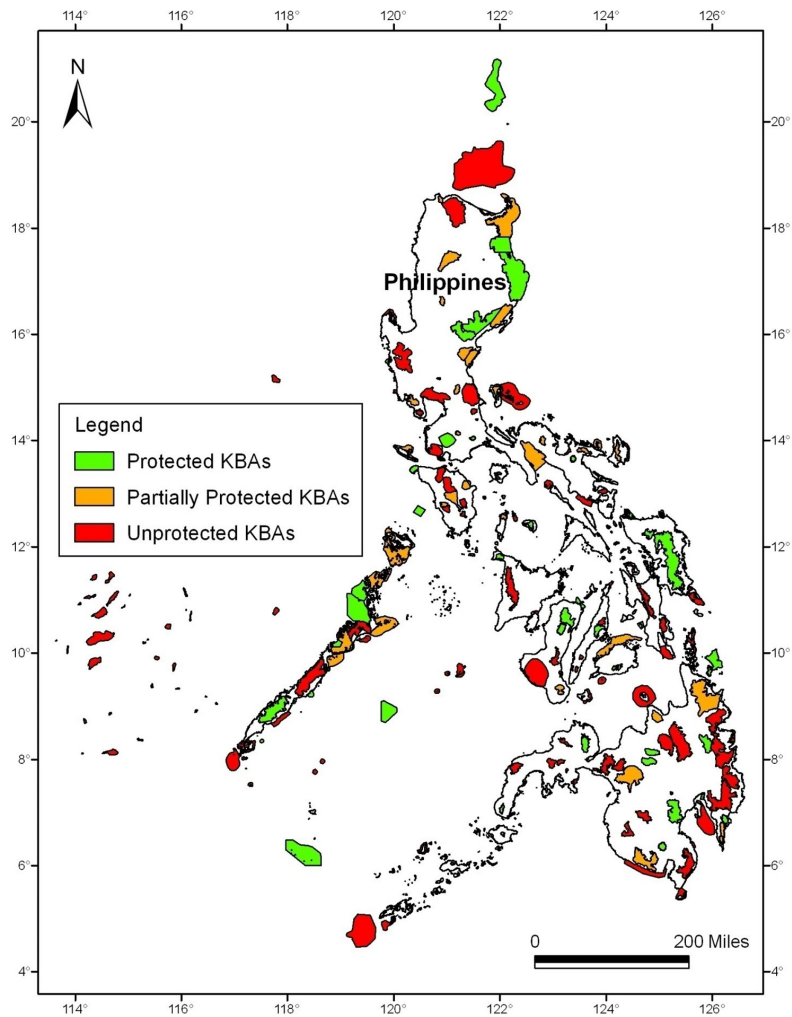 114° 116° 118° 120° 122° 124° 126°
N
20° 20°
18° 18°
Philippines
16° 16°
Legend
14° 14°
Protected KBAs
Partially Protected KBAs
Unprotected KBAs
12° 12°
10° 10°
8° 8°
6° 6°
0 200 Miles
4° 4°
114° 116° 118° 120° 122° 124° 126°